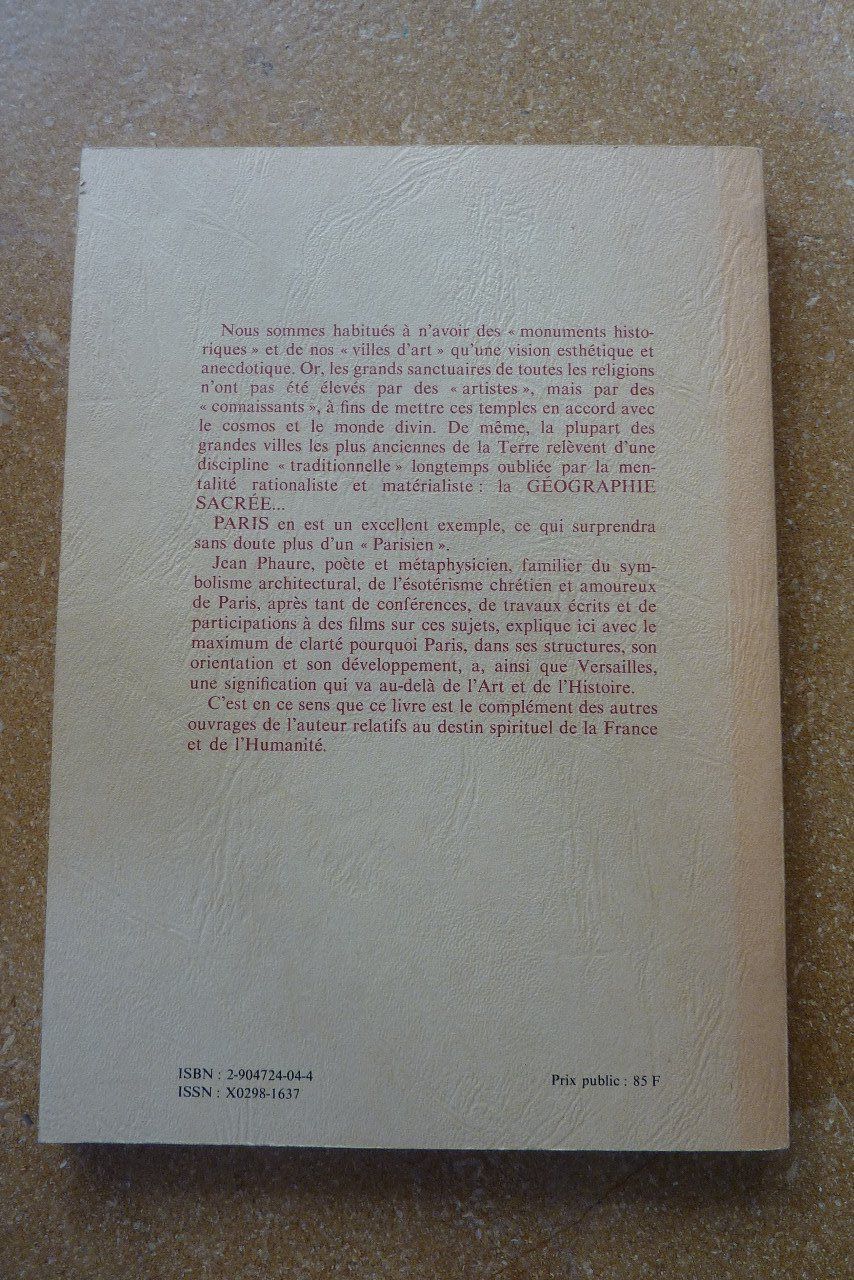 Nous sommes habitués à n'avoir des « monuments histo-
riques » et de nos « villes d'art » qu'une vision esthétique et
anecdotique. Or, les grands sanctuaires de toutes les religions
n'ont pas été élevés par des « artistes », mais par des
« connaissants », à fins de mettre ces temples en accord avec
le cosmos et le monde divin. De même, la plupart des
grandes villes les plus anciennes de la Terre relèvent d'une
discipline « traditionnelle » longtemps oubliée par la men-
talité rationaliste et matérialiste : la GÉOGRAPHIE
SACRÉE...
PARIS en est un excellent exemple, ce qui surprendra
sans doute plus d'un « Parisien ».
Jean Phaure, poète et métaphysicien, familier du sym-
bolisme architectural, de l'ésotérisme chrétien et amoureux
de Paris, après tant de conférences, de travaux écrits et de
participations à des films sur ces sujets, explique ici avec le
maximum de clarté pourquoi Paris, dans ses structures, son
orientation et son développement, a, ainsi que Versailles,
une signification qui va au-delà de l'Art et de l'Histoire.
C'est en ce sens que ce livre est le complément des autres
ouvrages de l'auteur relatifs au destin spirituel de la France
et de l'Humanité.
ISBN : 2-904724-04-4
ISSN : X0298-1637
Prix public : 85 F